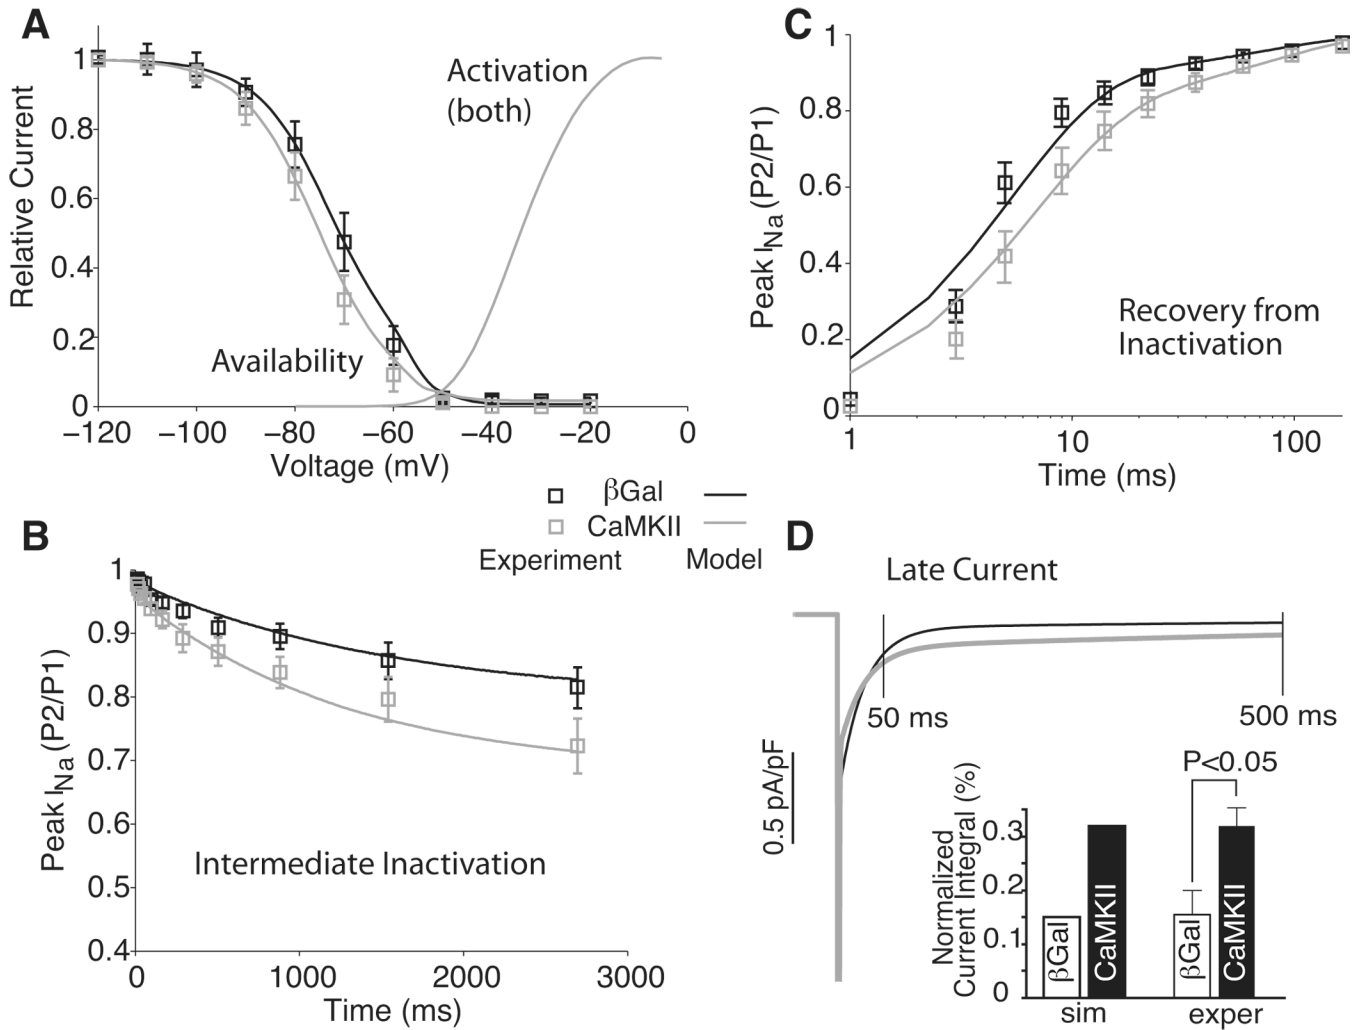 A
Relative Current
1
0.8
0.6
0.4
0.2
0
Activation
(both)
Availability
−120
−100
−80
−60
−40
−20
0
Voltage (mV)
C
Peak INa (P2/P1)
1
0.8
0.6
0.4
0.2
0
Recovery from
Inactivation
1
10
100
Time (ms)
βGal
CaMKII
Experiment
Model
B
Peak INa (P2/P1)
1
0.9
0.8
0.7
0.6
0.5
0.4
Intermediate Inactivation
0
1000
2000
3000
Time (ms)
D
Late Current
50 ms
500 ms
0.5 pA/pF
P<0.05
Normalized
Current Integral (%)
0.3
0.2
0.1
0
βGal
CaMKII
βGal
CaMKII
sim
exper